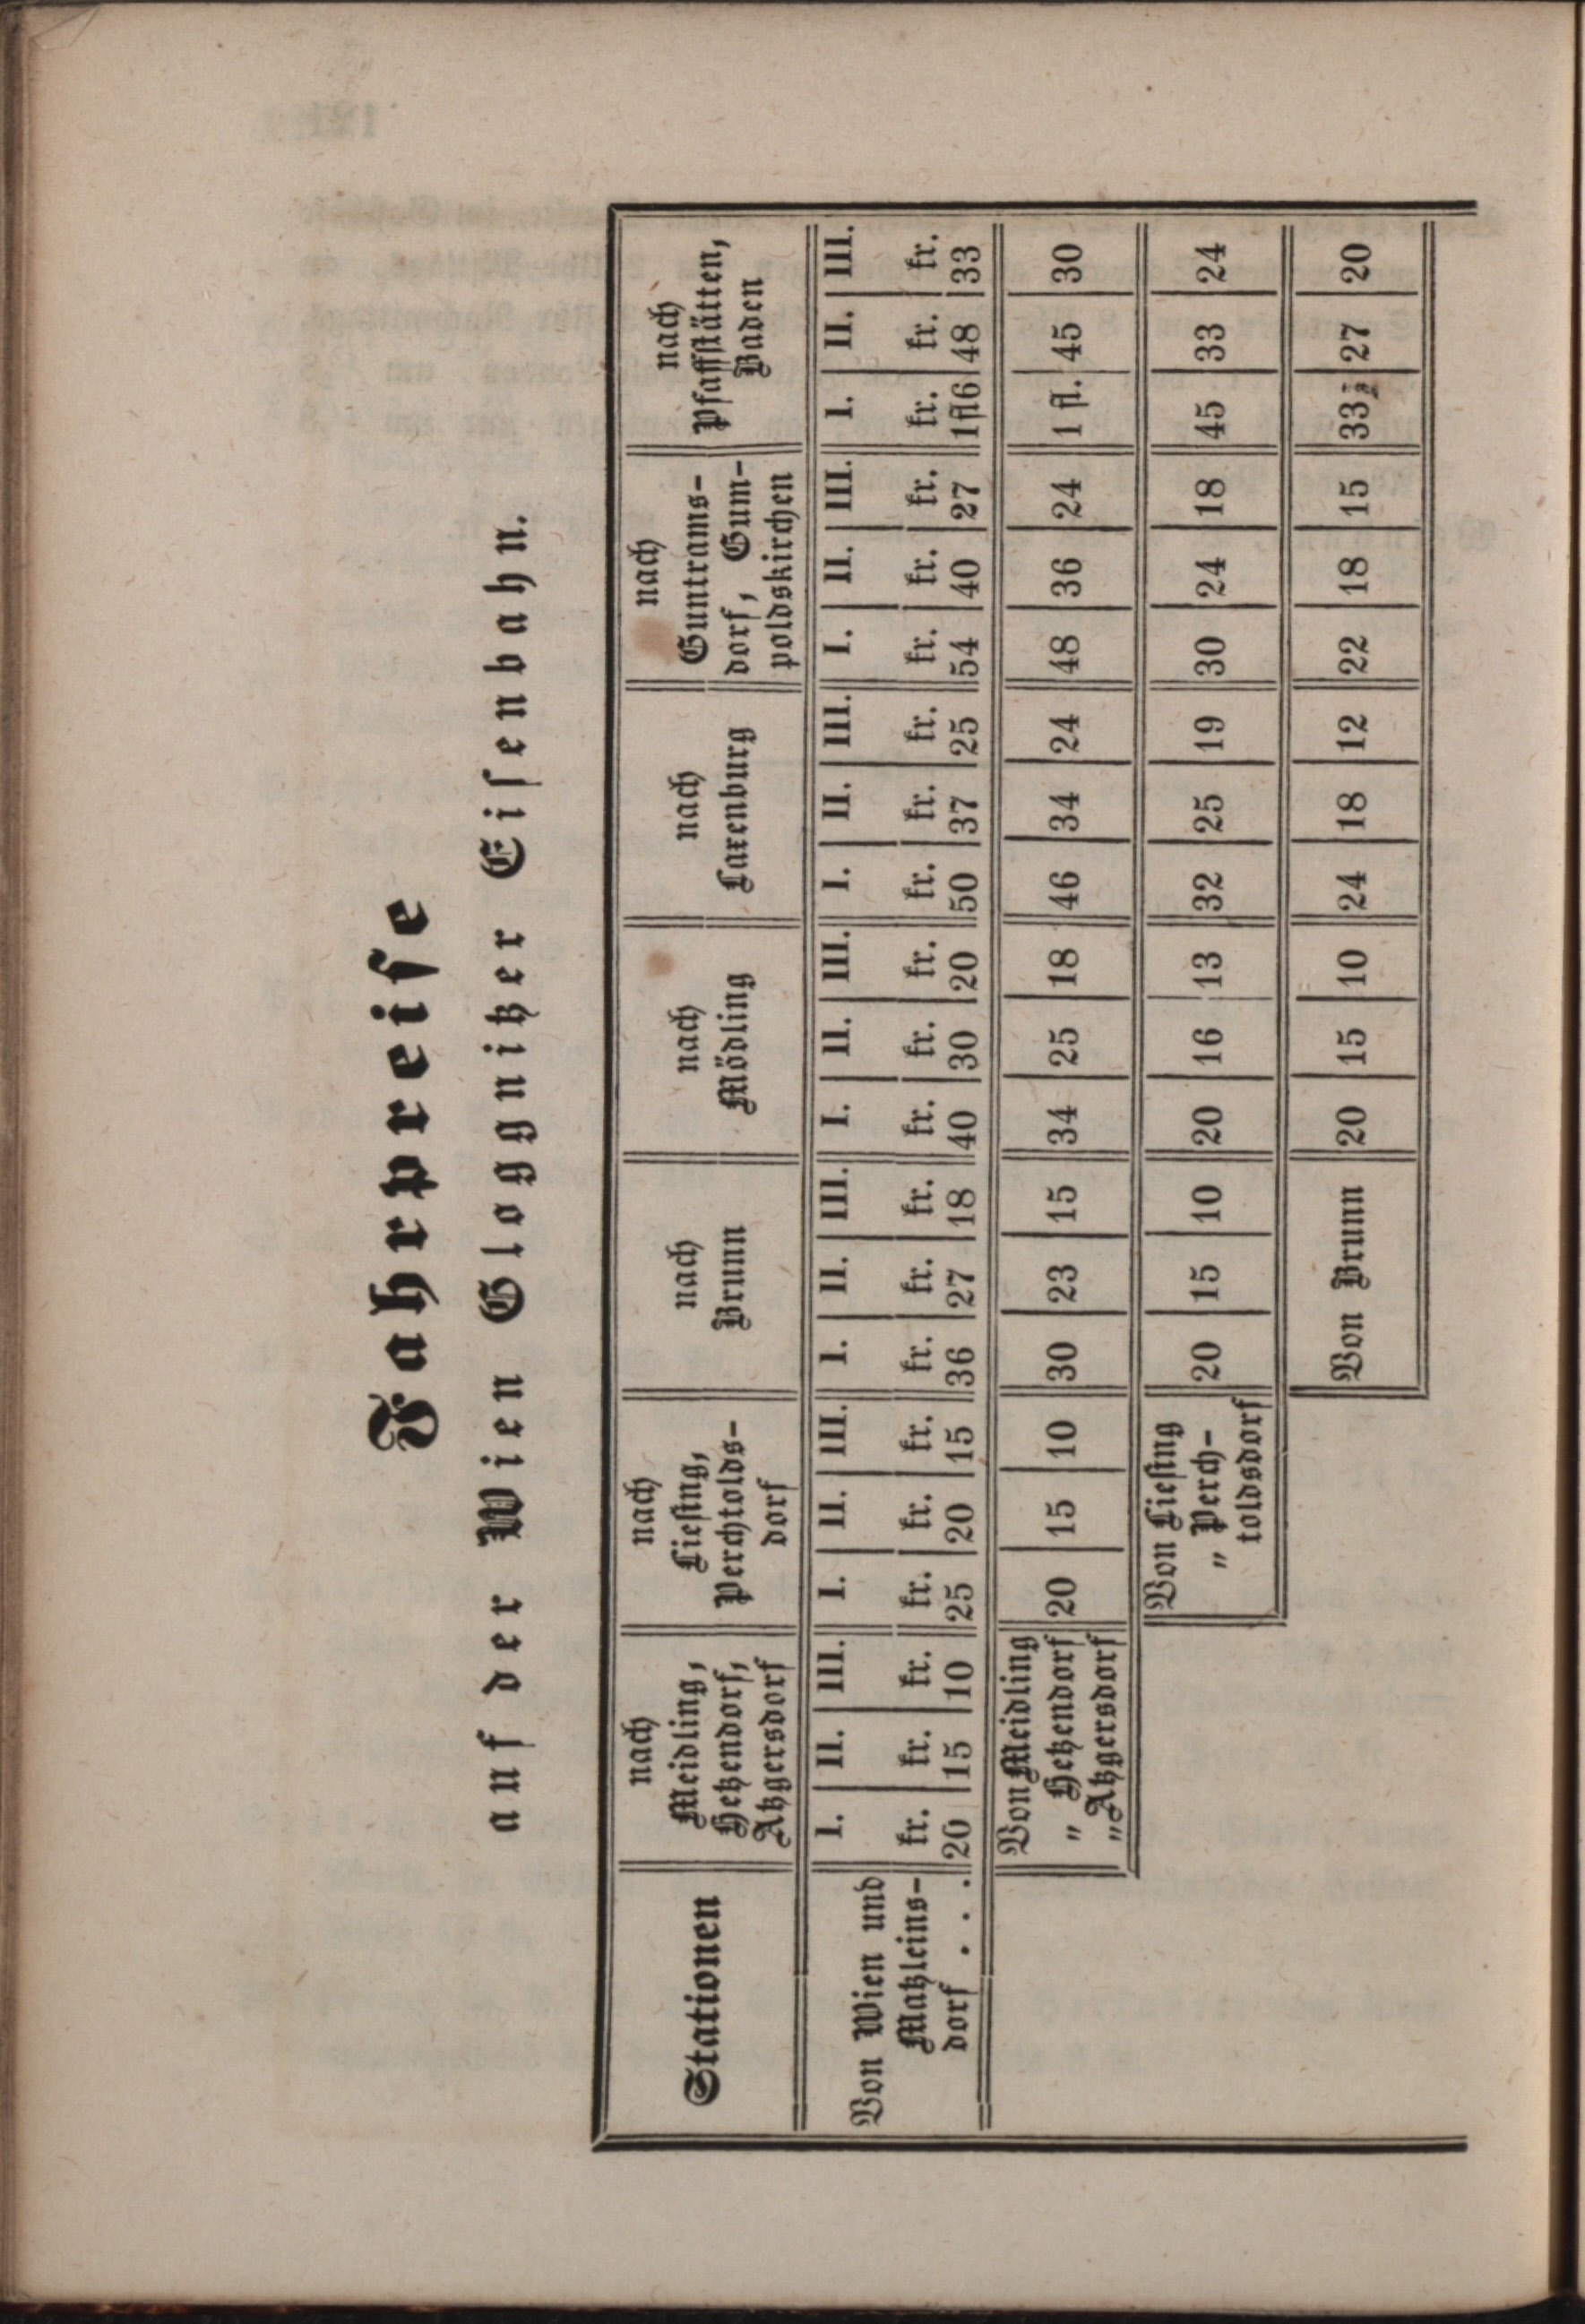 Fahrpreise
auf der Wien Gloggnitzer Eisenbahn.
Stationen | nach Meidling, Hetzendorf, Atzgersdorf | nach Liesing, Perchtoldsdorf | nach Brunn | nach Mödling | nach Laxenburg | nach Guntramsdorf, Gumpoldskirchen | nach Pfaffstätten, Baden
I. II. III. | I. II. III. | I. II. III. | I. II. III. | I. II. III. | I. II. III. | I. II. III.
kr. kr. kr. | kr. kr. kr. | kr. kr. kr. | kr. kr. kr. | kr. kr. kr. | kr. kr. kr. | kr. kr. kr.
Von Wien und Matzleinsdorf . . . | 20 15 10 | 25 20 15 | 36 27 18 | 40 30 20 | 50 37 25 | 54 40 27 | 1fl6 48 33
Von Meidling " Hetzendorf " Atzgersdorf | 20 15 10 | 30 23 15 | 34 25 18 | 46 34 24 | 48 36 24 | 1 fl. 45 30
Von Liesing " Perchtoldsdorf | 20 15 10 | 20 16 13 | 32 25 19 | 30 24 18 | 45 33 24
Von Brunn | 20 15 10 | 24 18 12 | 22 18 15 | 33½ 27 20